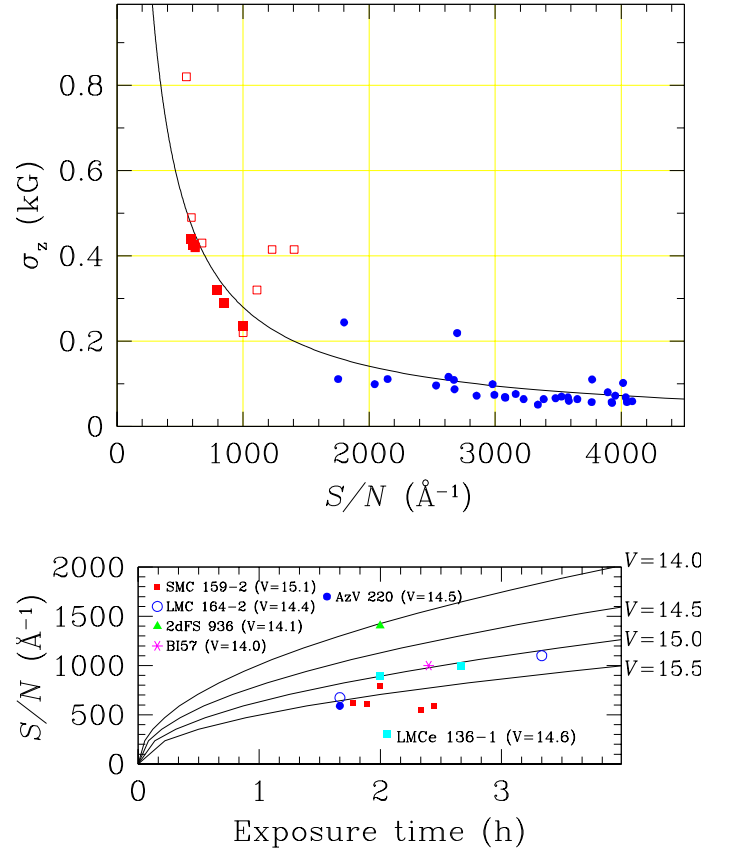 0.8
0.6
σz (kG)
0.4
0.2
0
0 1000 2000 3000 4000
S/N (Å−1)
2000 V=14.0
SMC 159−2 (V=15.1)
AzV 220 (V=14.5)
LMC 164−2 (V=14.4)
V=14.5
1500
2dFS 936 (V=14.1)
V=15.0
BI57 (V=14.0)
S/N (Å−1)
1000
V=15.5
500
LMCe 136−1 (V=14.6)
0
0 1 2 3
Exposure time (h)